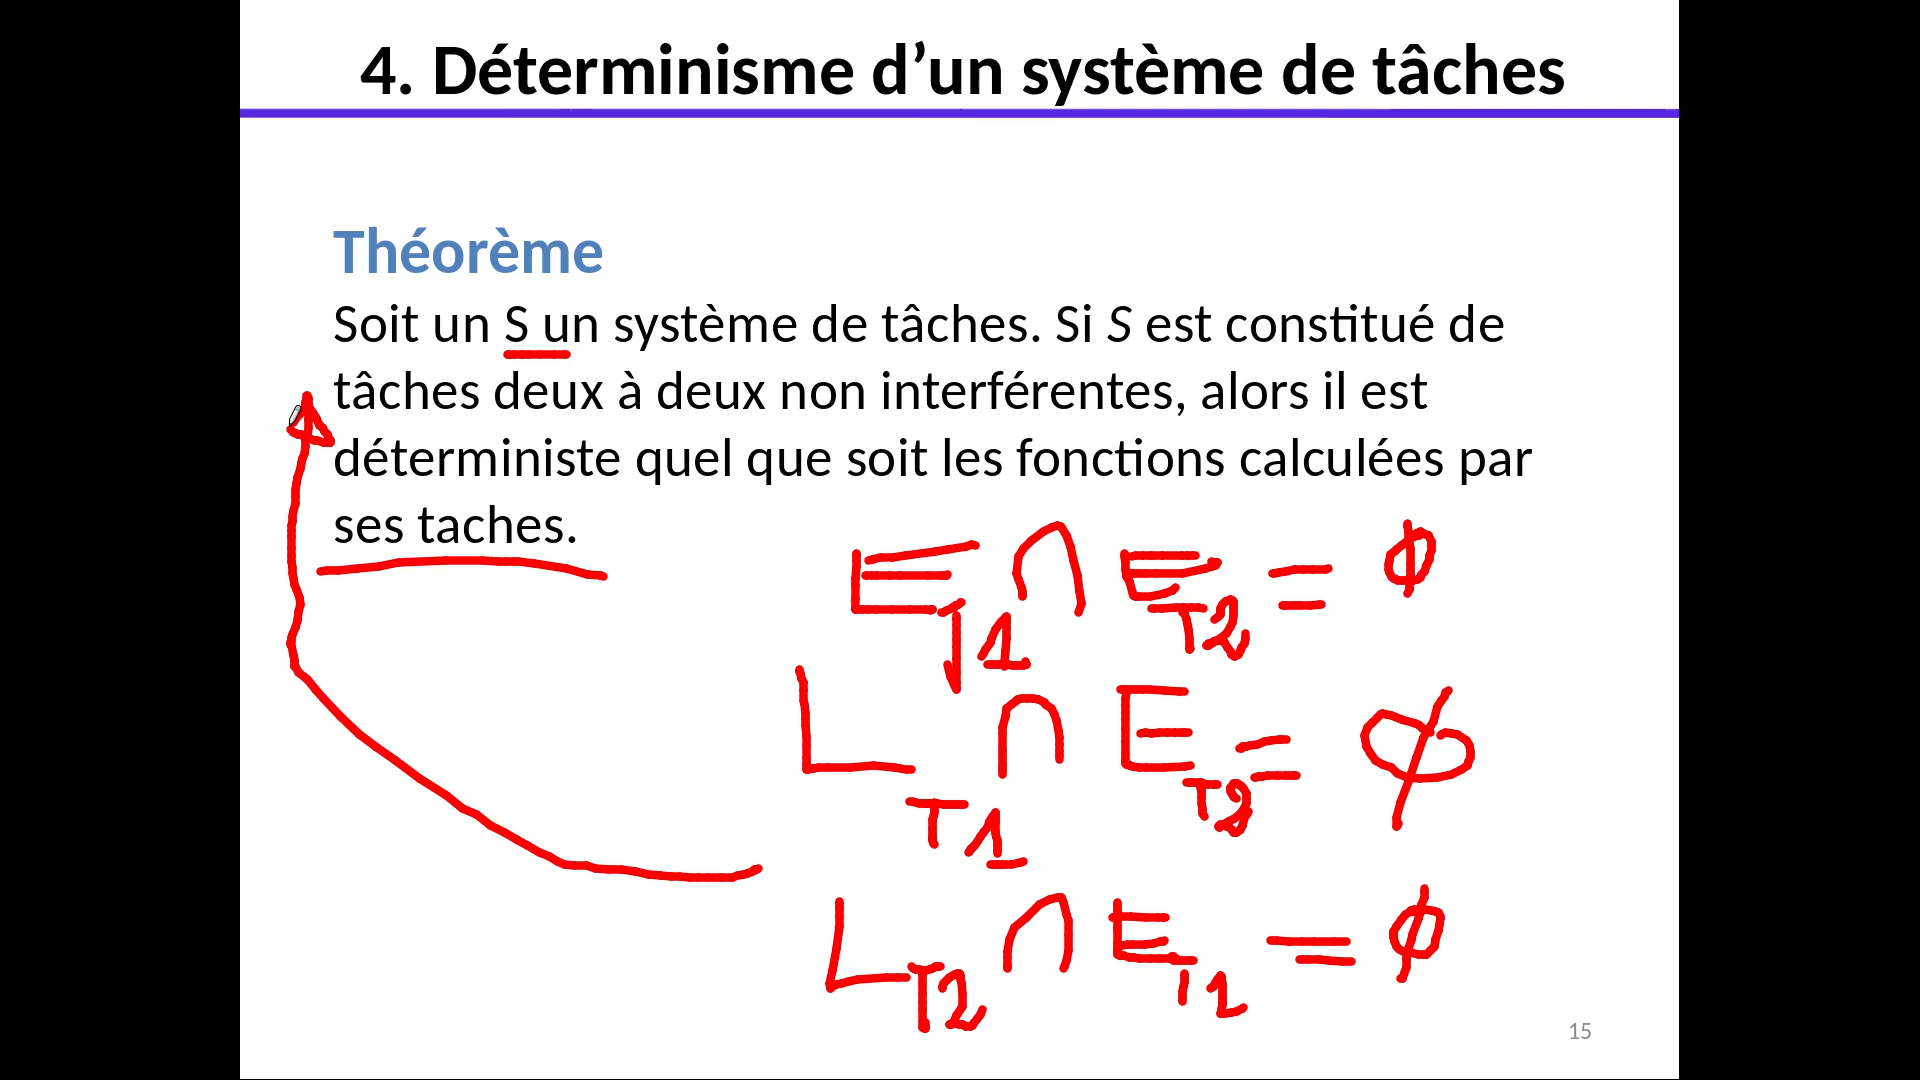 4. Déterminisme d’un système de tâches
Théorème
Soit un S un système de tâches. Si S est constitué de
tâches deux à deux non interférentes, alors il est
déterministe quel que soit les fonctions calculées par
ses taches.
E_T1 ∩ E_T2 = ∅
L_T1 ∩ E_T2 = ∅
L_T2 ∩ E_T1 = ∅
15